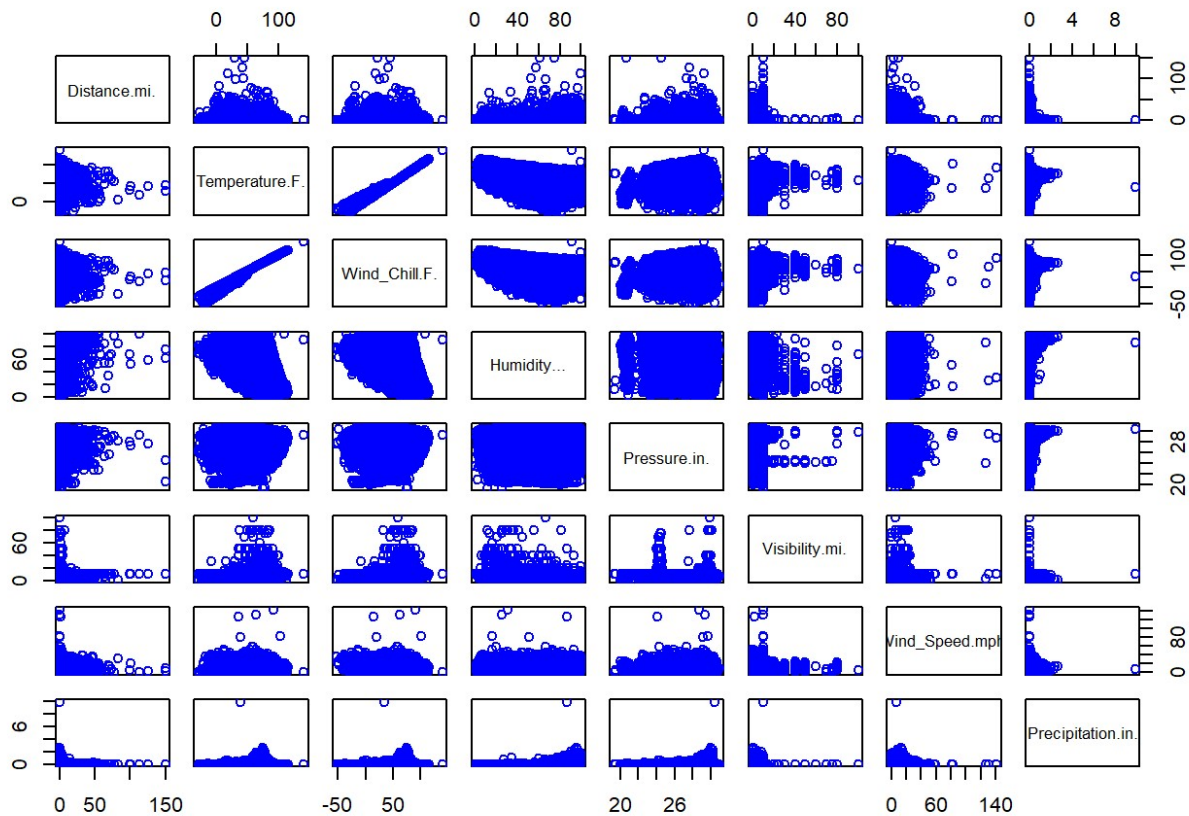 0 100 0 40 80 0 40 80 0 4 8
Distance.mi.
0 100
Temperature.F.
0
Wind_Chill.F.
-50 100
Humidity...
0 60
Pressure.in.
20 28
Visibility.mi.
0 60
Wind_Speed.mph
0 80
Precipitation.in.
0 6
0 50 150 -50 50 20 26 0 60 140